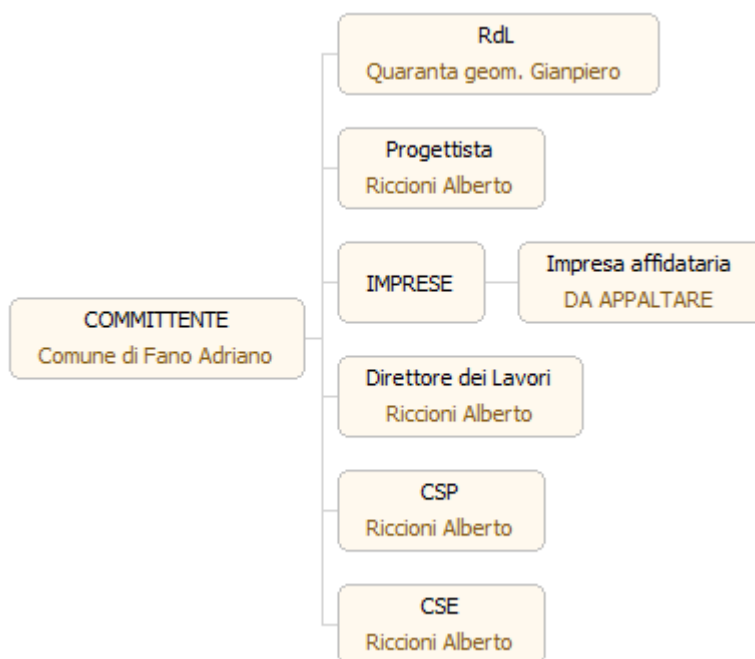 RdL
Quaranta geom. Gianpiero
Progettista
Riccioni Alberto
IMPRESE
Impresa affidataria
DA APPALTARE
COMMITTENTE
Comune di Fano Adriano
Direttore dei Lavori
Riccioni Alberto
CSP
Riccioni Alberto
CSE
Riccioni Alberto